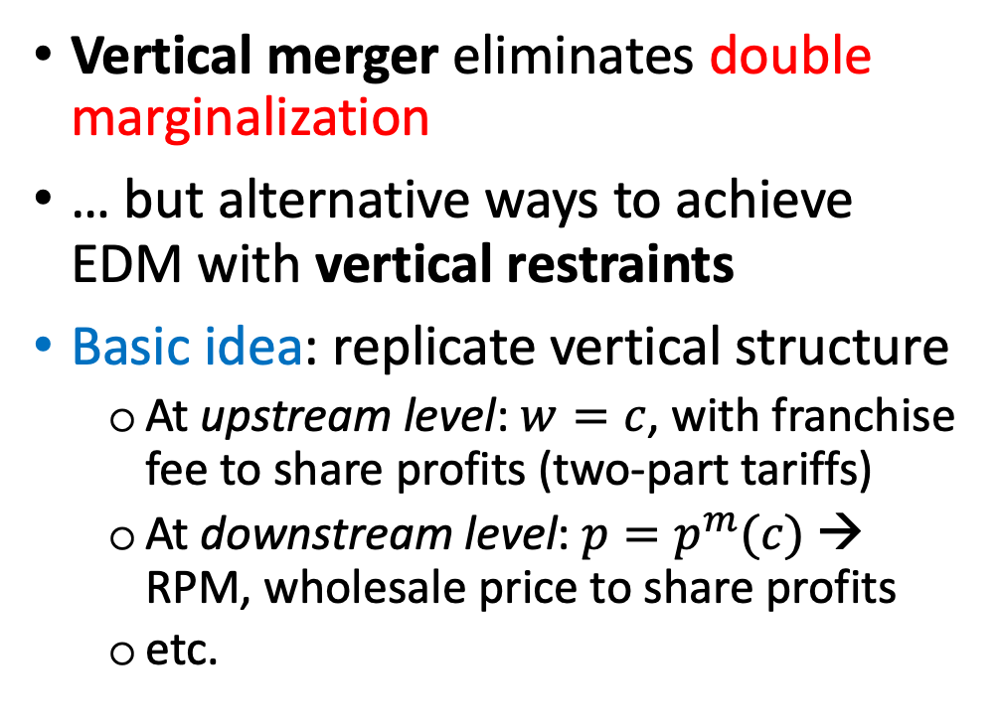 • Vertical merger eliminates double
marginalization
• … but alternative ways to achieve
EDM with vertical restraints
• Basic idea: replicate vertical structure
○ At upstream level: 𝑤 = 𝑐, with franchise
fee to share profits (two-part tariffs)
○ At downstream level: 𝑝 = 𝑝ᵐ(𝑐) →
RPM, wholesale price to share profits
○ etc.